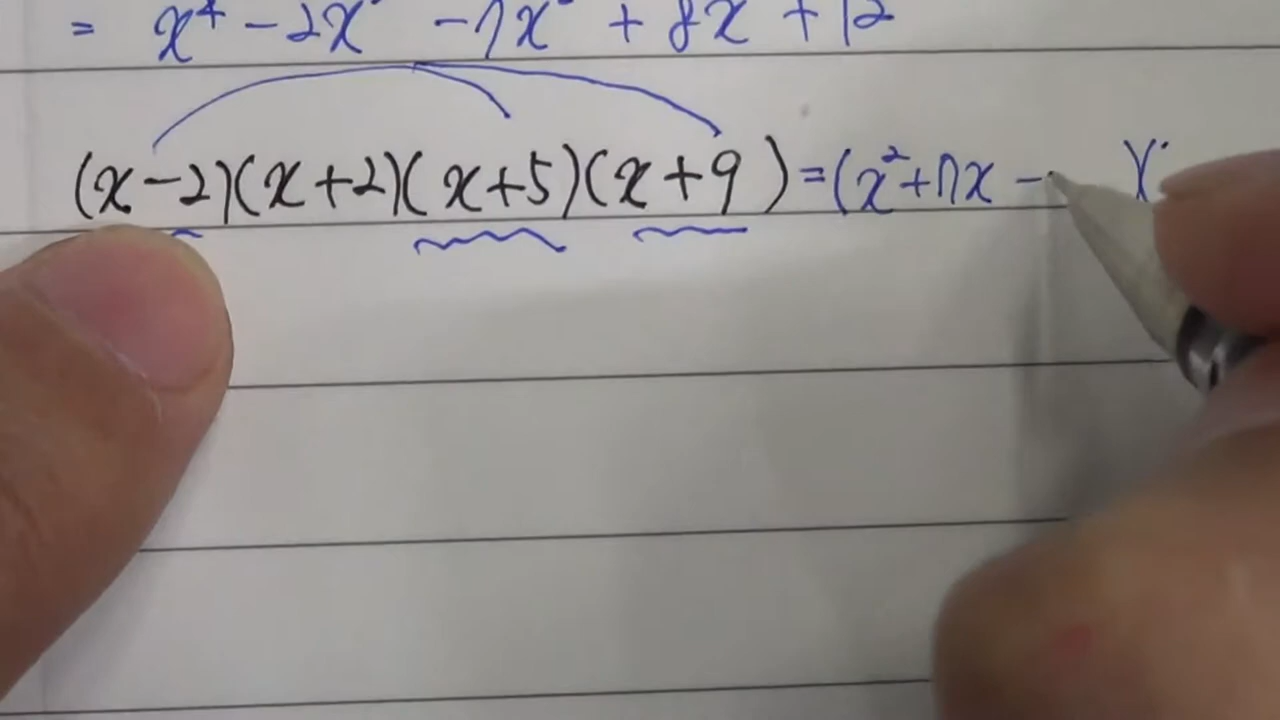 = x⁴ - 2x³ - 7x² + 8x + 12
(x-2)(x+2)(x+5)(x+9)=(x²+7x - )(